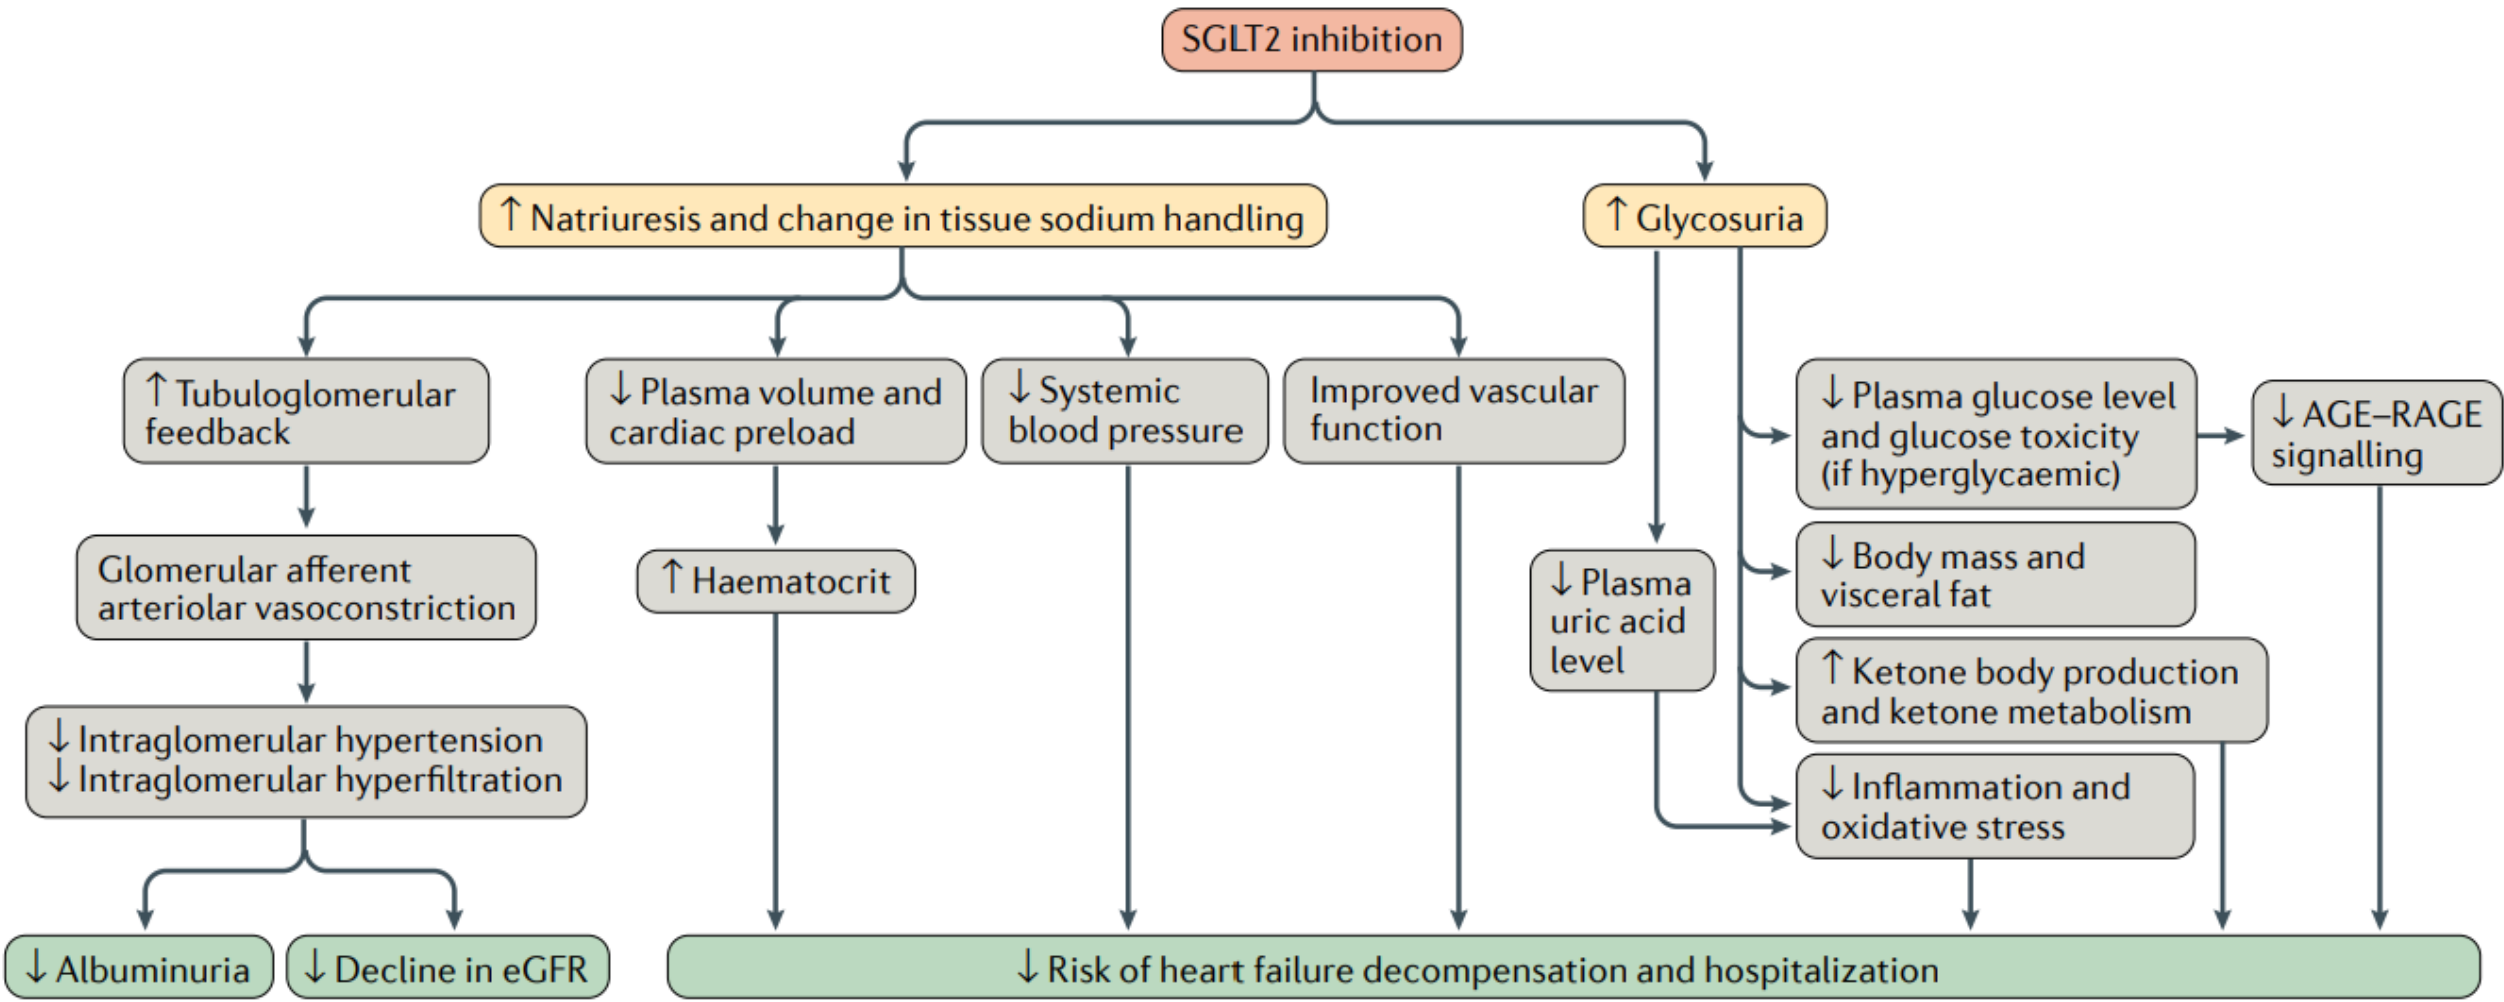 SGLT2 inhibition
↑ Natriuresis and change in tissue sodium handling
↑ Glycosuria
↑ Tubuloglomerular
feedback
↓ Plasma volume and
cardiac preload
↓ Systemic
blood pressure
Improved vascular
function
↓ Plasma glucose level
and glucose toxicity
(if hyperglycaemic)
↓ AGE–RAGE
signalling
Glomerular afferent
arteriolar vasoconstriction
↑ Haematocrit
↓ Plasma
uric acid
level
↓ Body mass and
visceral fat
↑ Ketone body production
and ketone metabolism
↓ Intraglomerular hypertension
↓ Intraglomerular hyperfiltration
↓ Inflammation and
oxidative stress
↓ Albuminuria
↓ Decline in eGFR
↓ Risk of heart failure decompensation and hospitalization